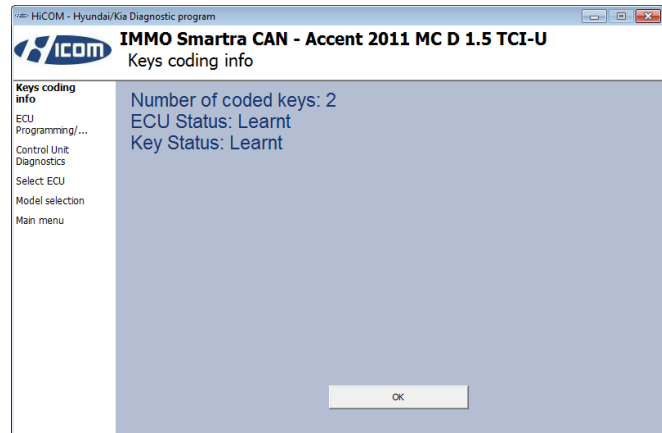 HiCOM - Hyundai/Kia Diagnostic program
Hicom
IMMO Smartra CAN - Accent 2011 MC D 1.5 TCI-U
Keys coding info
Keys coding
info
ECU
Programming/...
Control Unit
Diagnostics
Select ECU
Model selection
Main menu
Number of coded keys: 2
ECU Status: Learnt
Key Status: Learnt
OK